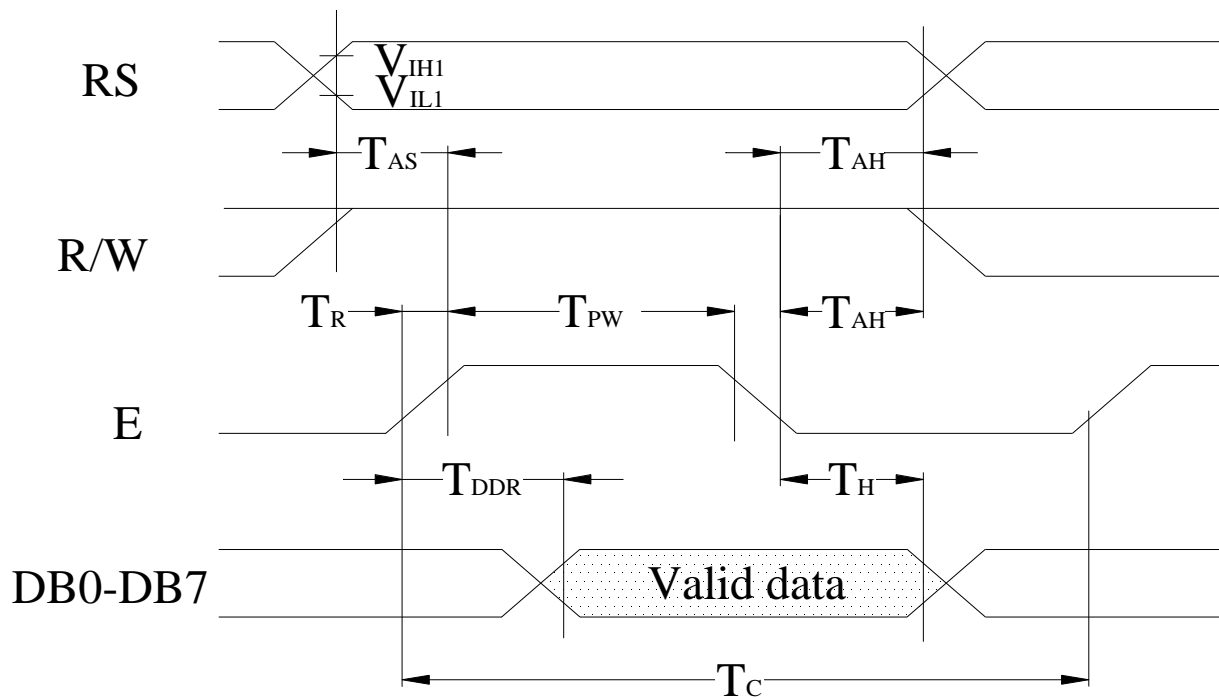 RS
VIH1
VIL1
TAS
TAH
R/W
TR
TPW
TAH
E
TDDR
TH
DB0-DB7
Valid data
TC